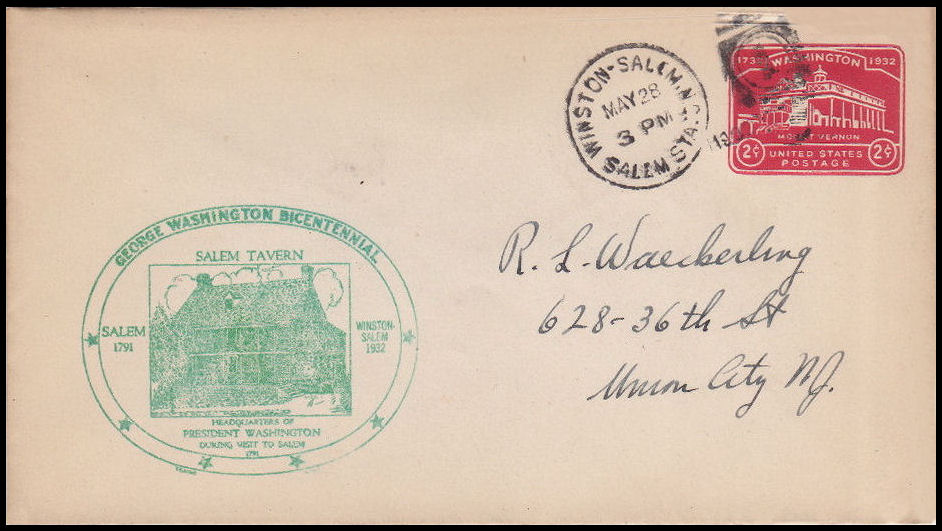 WINSTON-SALEM, N.C.
MAY 28
3 PM
SALEM STA.
1732 WASHINGTON 1932
MOUNT VERNON
2¢ UNITED STATES 2¢
POSTAGE
R. L. Waeckerling
628-36th St
Union City NJ.
GEORGE WASHINGTON BICENTENNIAL
SALEM TAVERN
SALEM
1791
WINSTON-
SALEM
1932
HEADQUARTERS OF
PRESIDENT WASHINGTON
DURING VISIT TO SALEM
1791